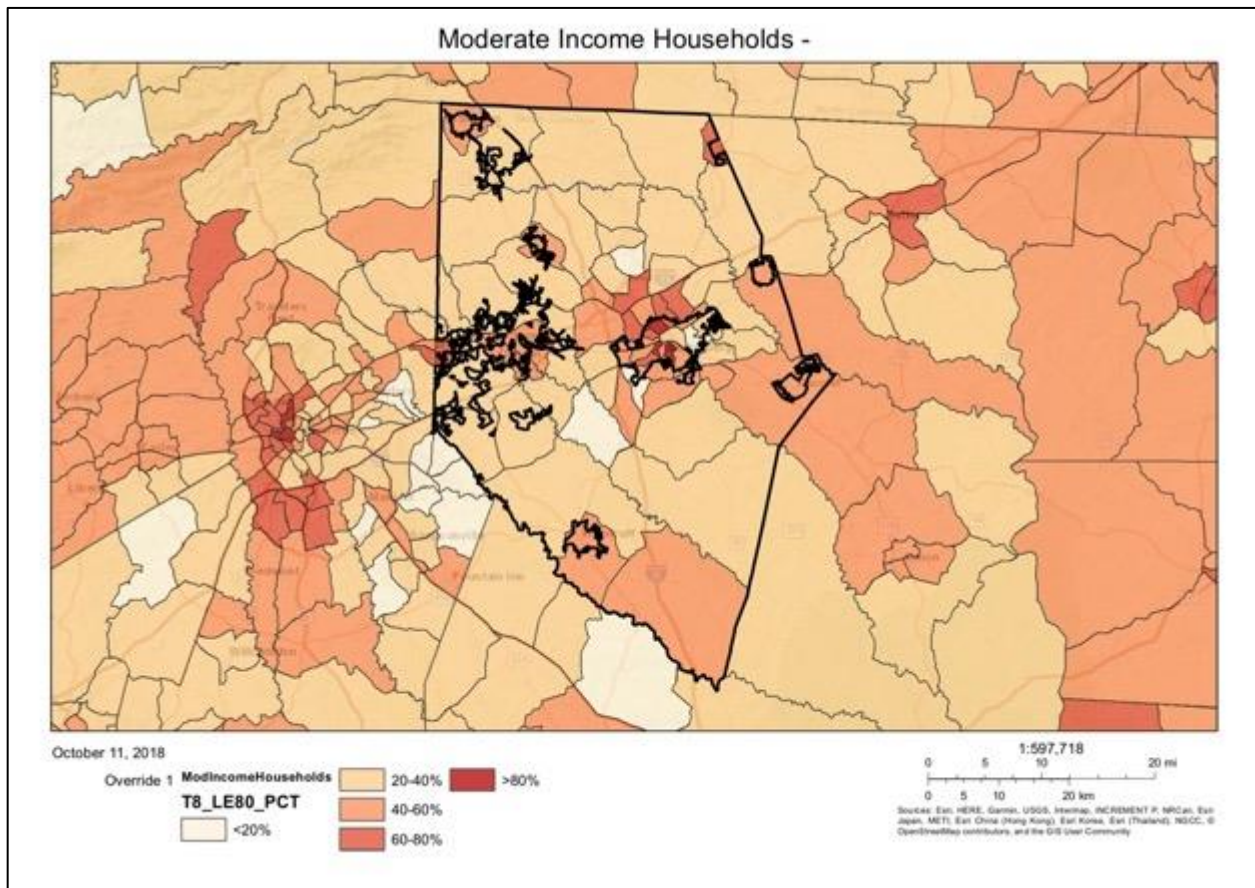 Moderate Income Households -
Travelers
Fountain Inn
October 11, 2018
Override 1 ModIncomeHouseholds
T8_LE80_PCT
<20%
20-40%
40-60%
60-80%
>80%
1:597,718
0 5 10 20 mi
0 5 10 20 km
Sources: Esri, HERE, Garmin, USGS, Intermap, INCREMENT P, NRCan, Esri
Japan, METI, Esri China (Hong Kong), Esri Korea, Esri (Thailand), NGCC, ©
OpenStreetMap contributors, and the GIS User Community